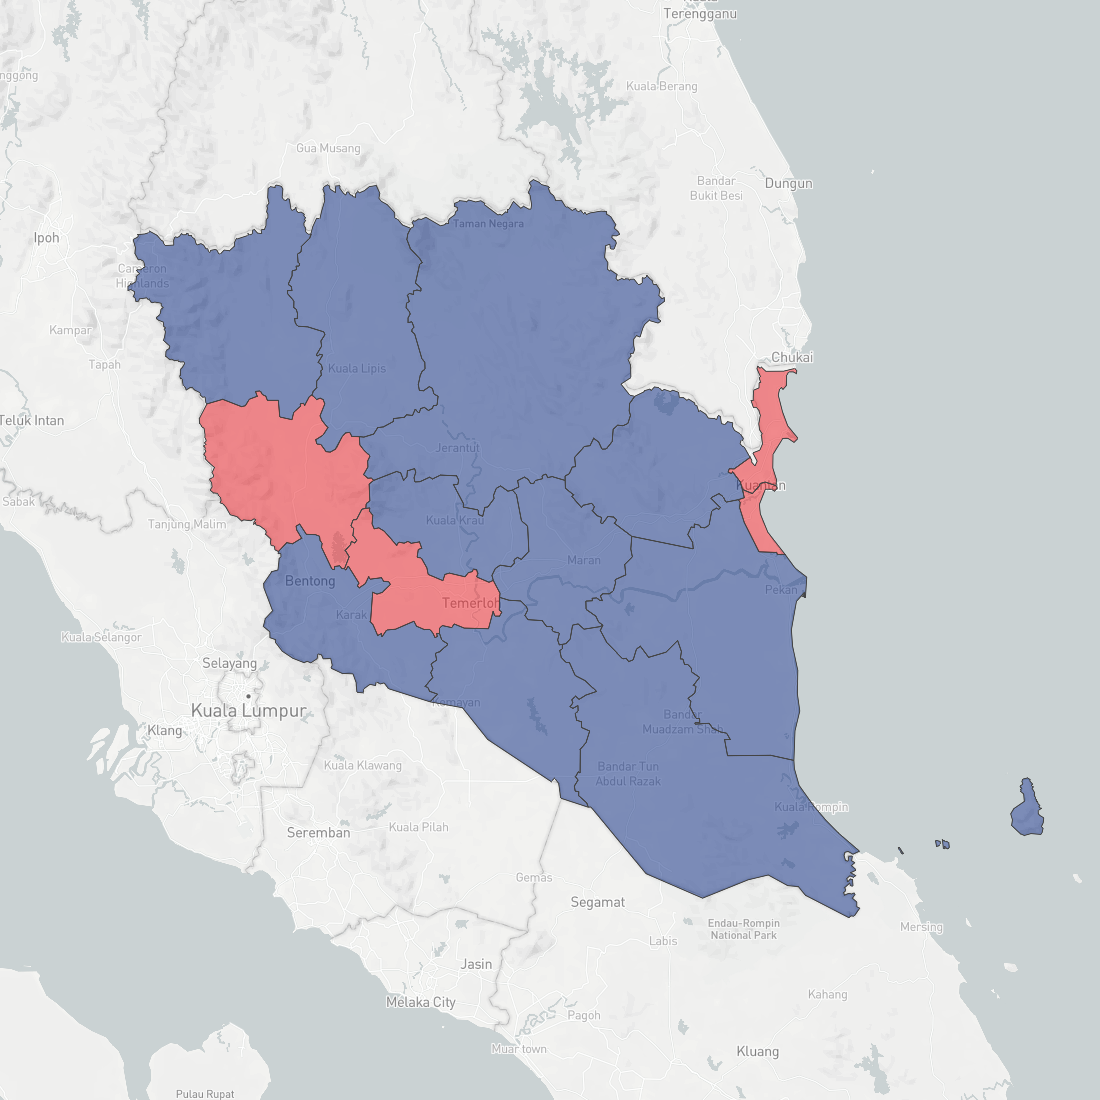 Terengganu
nggong
Kuala Berang
Gua Musang
Bandar
Bukit Besi
Dungun
Taman Negara
Ipoh
Cameron
Highlands
Kampar
Tapah
Chukai
Kuala Lipis
Teluk Intan
Jerantut
Kuantan
Sabak
Tanjung Malim
Kuala Krau
Maran
Bentong
Pekan
Temerloh
Karak
Kuala Selangor
Selayang
Kuala Lumpur
Kemayan
Bandar
Muadzam Shah
Klang
Kuala Klawang
Bandar Tun
Abdul Razak
Kuala Rompin
Seremban
Kuala Pilah
Gemas
Segamat
Endau-Rompin
National Park
Mersing
Labis
Jasin
Kahang
Melaka City
Pagoh
Muar town
Kluang
Pulau Rupat